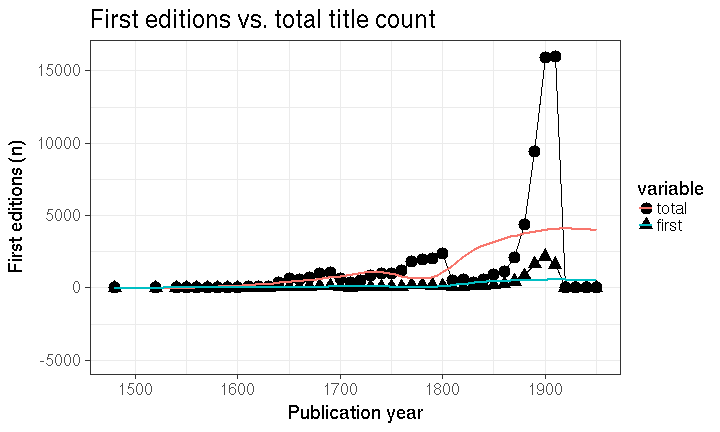 First editions vs. total title count
First editions (n)
15000
10000
5000
0
-5000
1500 1600 1700 1800 1900
Publication year
variable
total
first